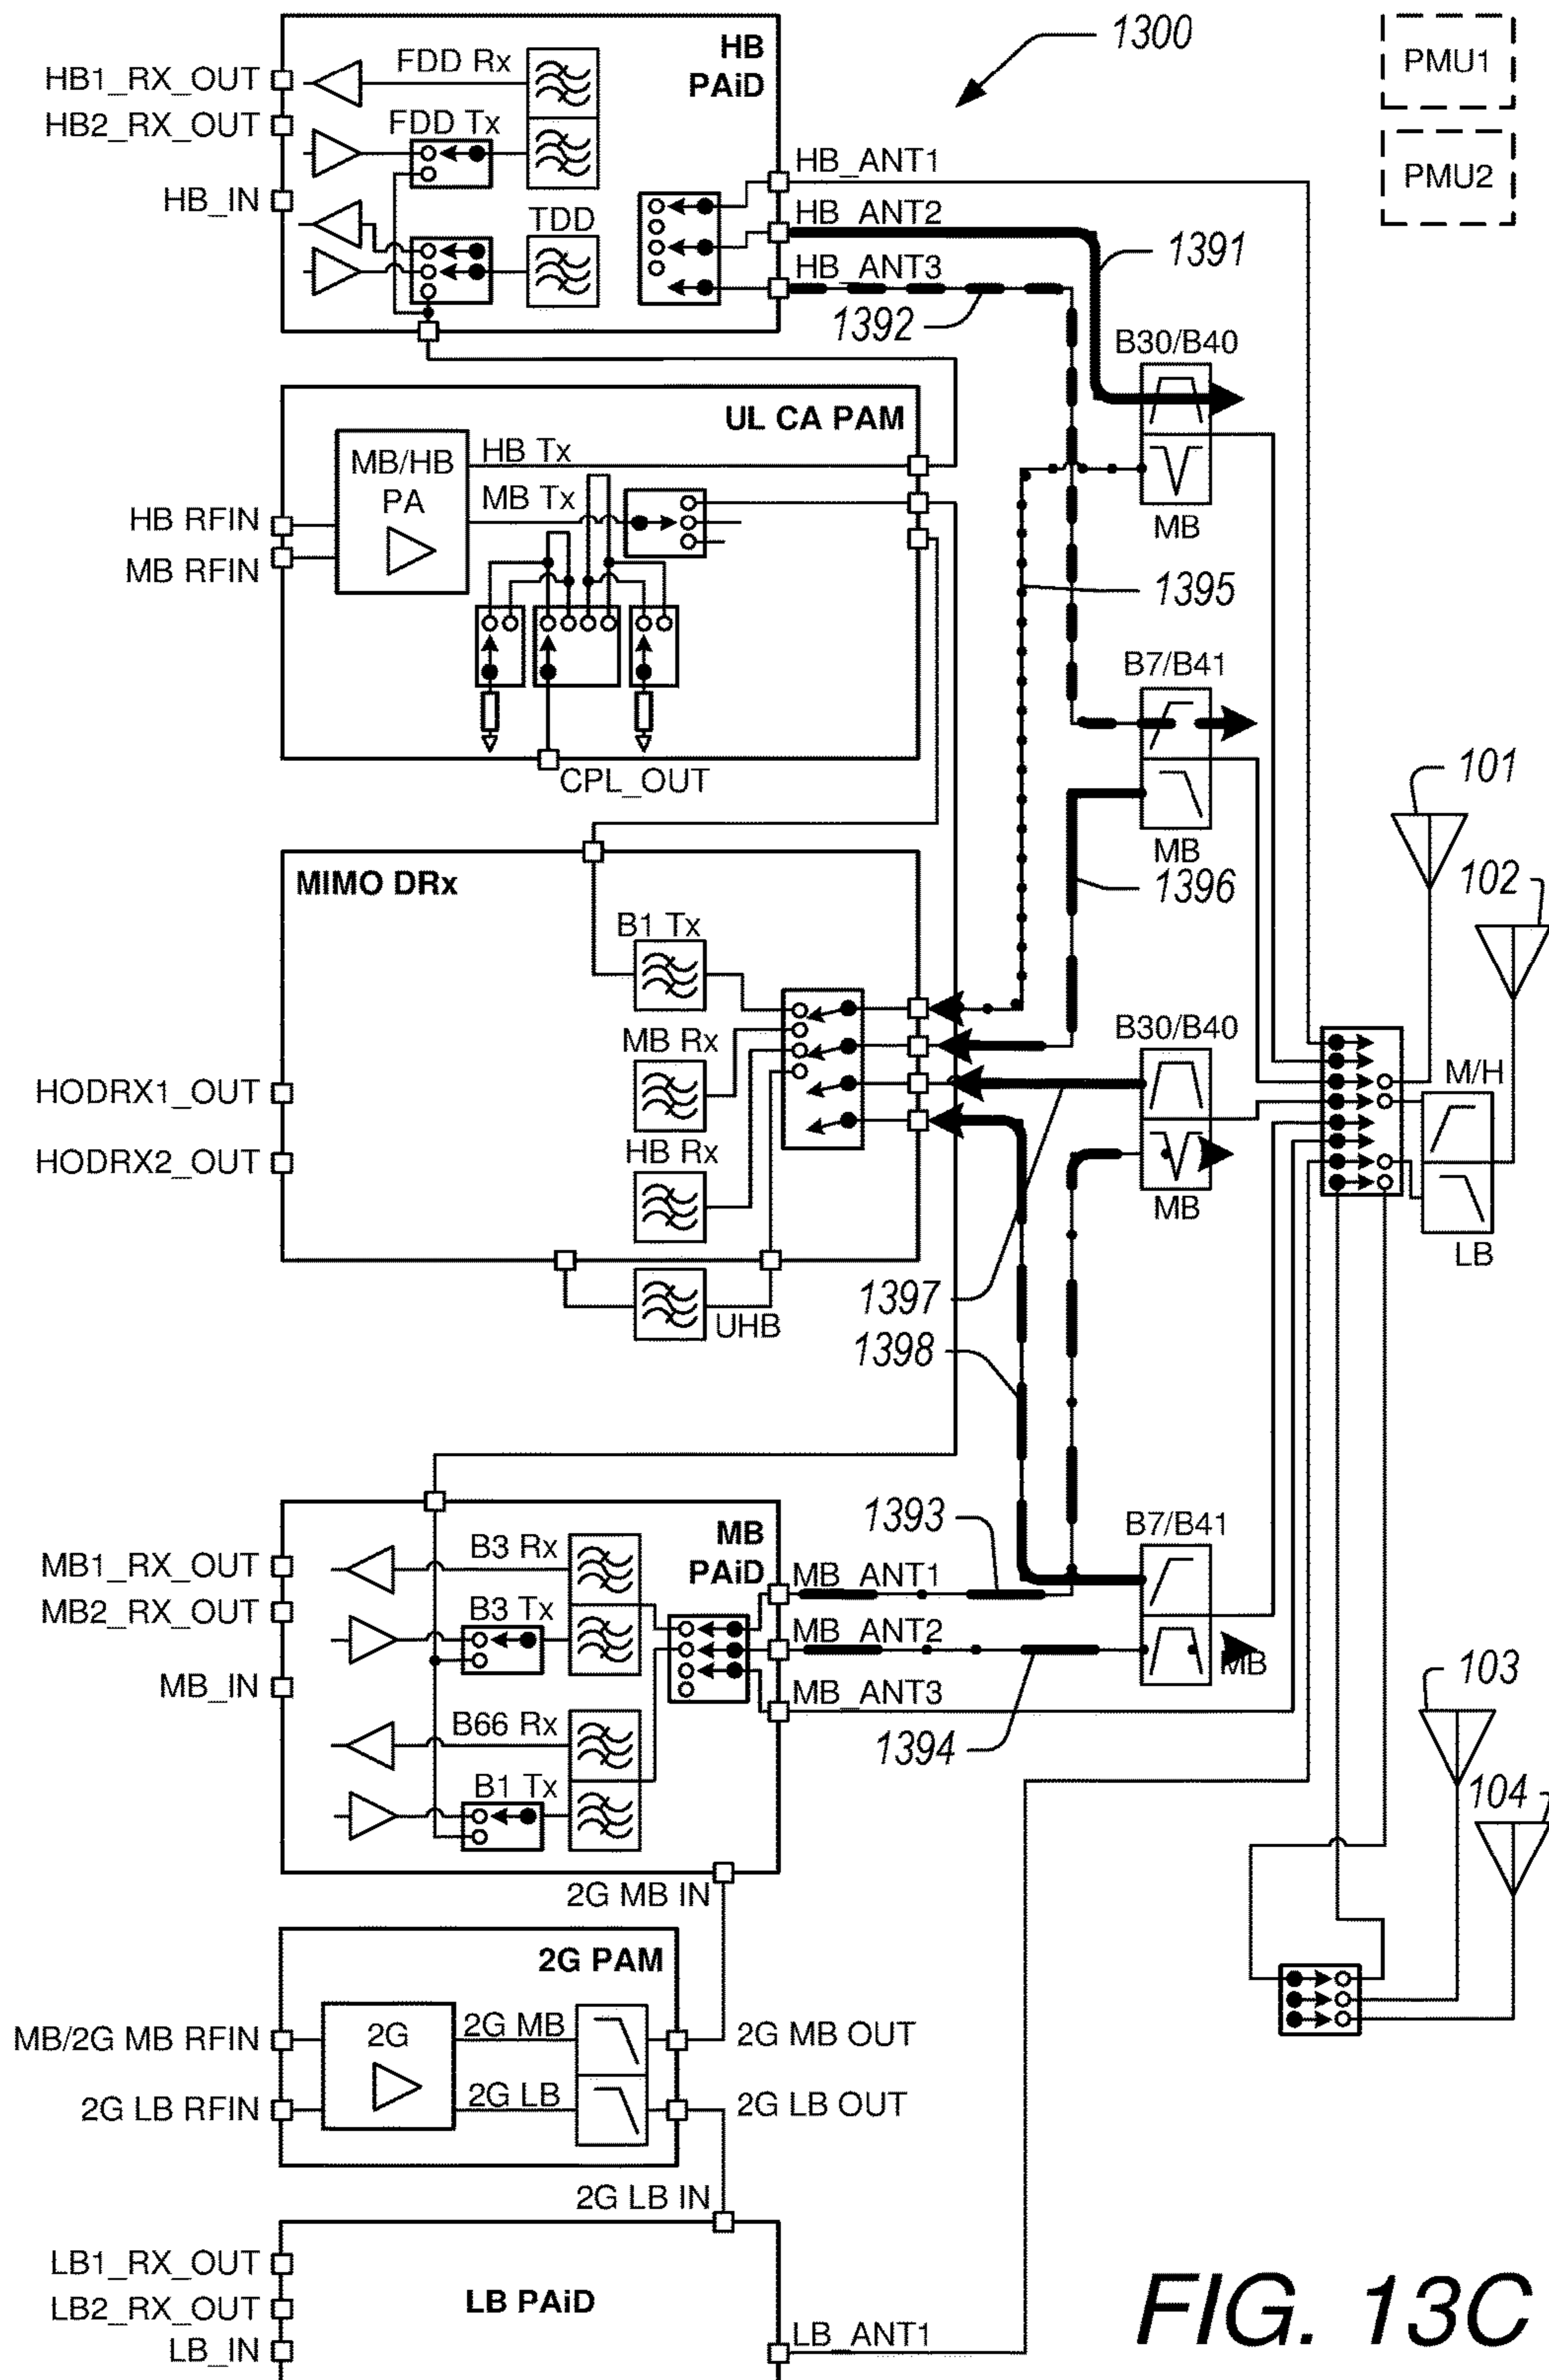 HB
PAiD
1300
PMU1
PMU2
HB1_RX_OUT
FDD Rx
HB2_RX_OUT
FDD Tx
HB_IN
TDD
HB_ANT1
HB_ANT2
HB_ANT3
1391
1392
B30/B40
MB
UL CA PAM
MB/HB
PA
HB Tx
MB Tx
HB RFIN
MB RFIN
CPL_OUT
1395
B7/B41
MB
1396
101
102
MIMO DRx
B1 Tx
MB Rx
HB Rx
HODRX1_OUT
HODRX2_OUT
UHB
B30/B40
MB
M/H
LB
1397
1398
MB
PAiD
B3 Rx
B3 Tx
MB1_RX_OUT
MB2_RX_OUT
MB_IN
B66 Rx
B1 Tx
MB_ANT1
MB_ANT2
MB_ANT3
1393
1394
B7/B41
MB
103
104
2G MB IN
2G PAM
MB/2G MB RFIN
2G
2G MB
2G MB OUT
2G LB RFIN
2G LB
2G LB OUT
2G LB IN
LB1_RX_OUT
LB2_RX_OUT
LB_IN
LB PAiD
LB_ANT1
FIG. 13C